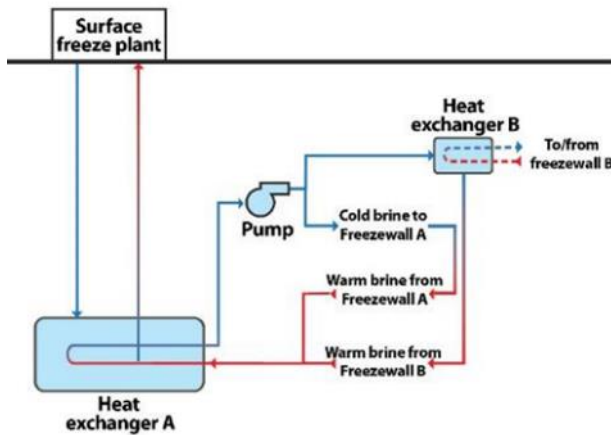 Surface
freeze plant
Heat
exchanger B
To/from
freezewall B
Pump
Cold brine to
Freezewall A
Warm brine from
Freezewall A
Warm brine from
Freezewall B
Heat
exchanger A